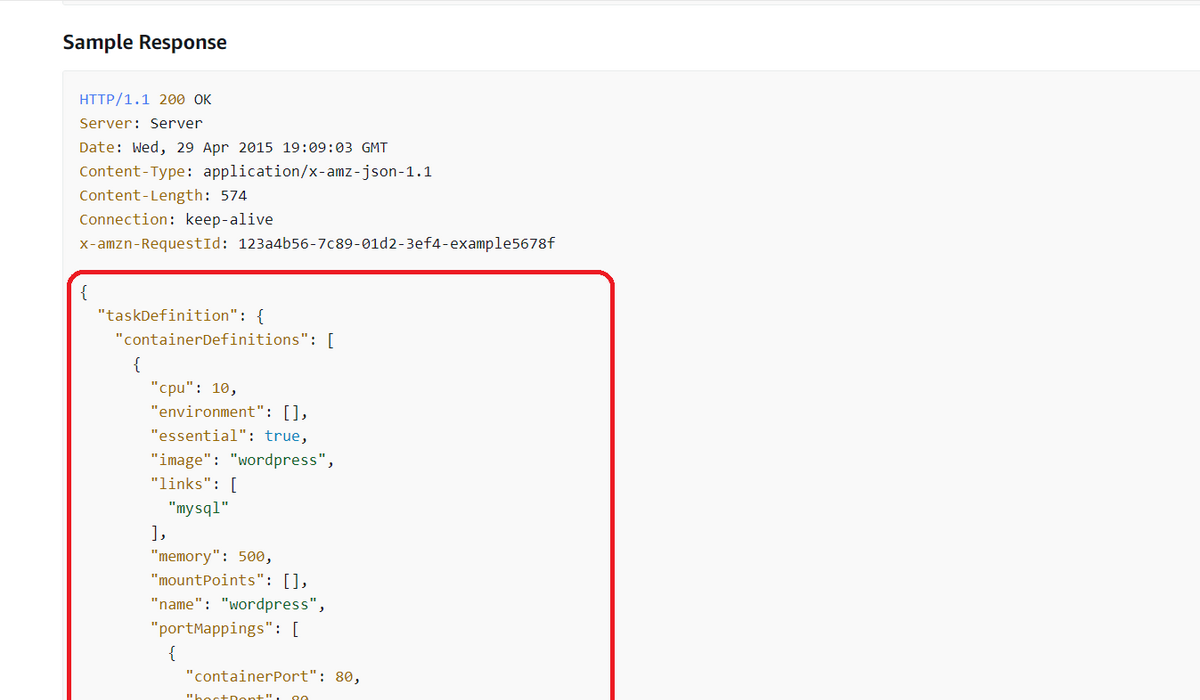 Sample Response
HTTP/1.1 200 OK
Server: Server
Date: Wed, 29 Apr 2015 19:09:03 GMT
Content-Type: application/x-amz-json-1.1
Content-Length: 574
Connection: keep-alive
x-amzn-RequestId: 123a4b56-7c89-01d2-3ef4-example5678f
{
  "taskDefinition": {
    "containerDefinitions": [
      {
        "cpu": 10,
        "environment": [],
        "essential": true,
        "image": "wordpress",
        "links": [
          "mysql"
        ],
        "memory": 500,
        "mountPoints": [],
        "name": "wordpress",
        "portMappings": [
          {
            "containerPort": 80,
            "hostPort": 80